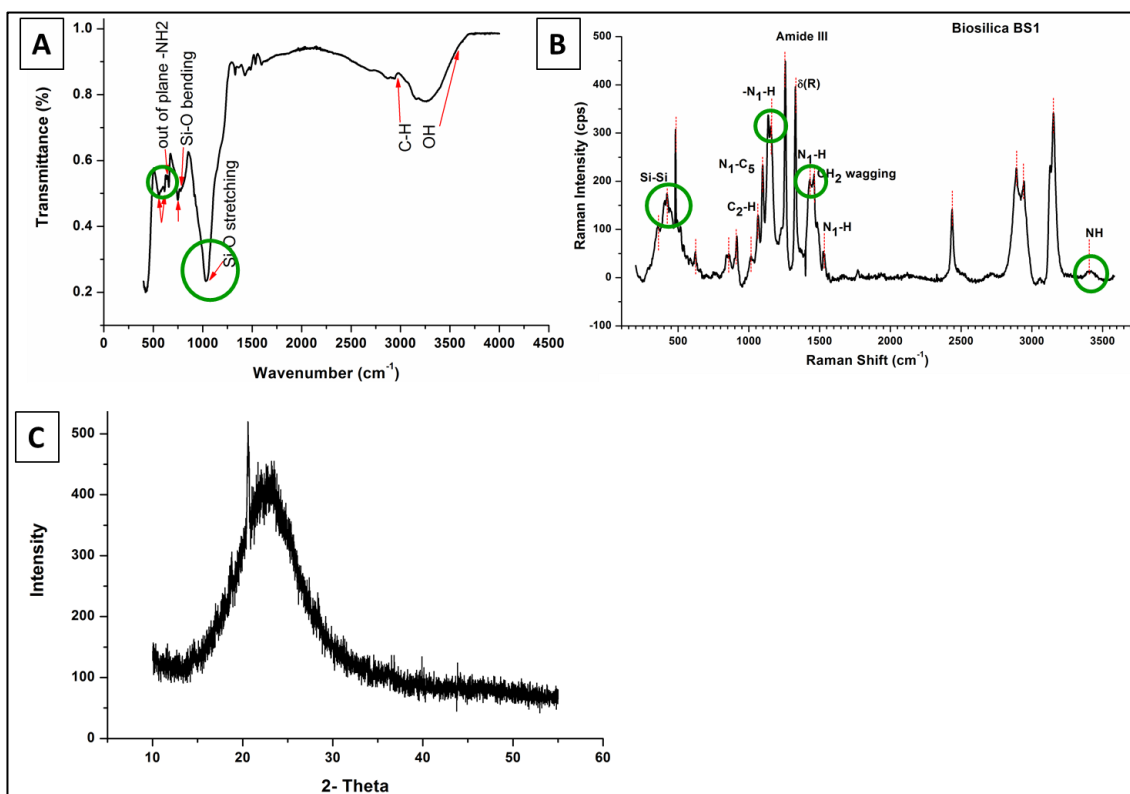 A
1.0
0.8
0.6
0.4
0.2
Transmittance (%)
out of plane -NH2
Si-O bending
Si-O stretching
C-H
OH
0 500 1000 1500 2000 2500 3000 3500 4000 4500
Wavenumber (cm-1)
B
Biosilica BS1
500
400
300
200
100
0
-100
Raman Intensity (cps)
Amide III
δ(R)
-N1-H
N1-C5
N1-H
CH2 wagging
Si-Si
C2-H
N1-H
NH
500 1000 1500 2000 2500 3000 3500
Raman Shift (cm-1)
C
500
400
300
200
100
0
Intensity
10 20 30 40 50 60
2- Theta